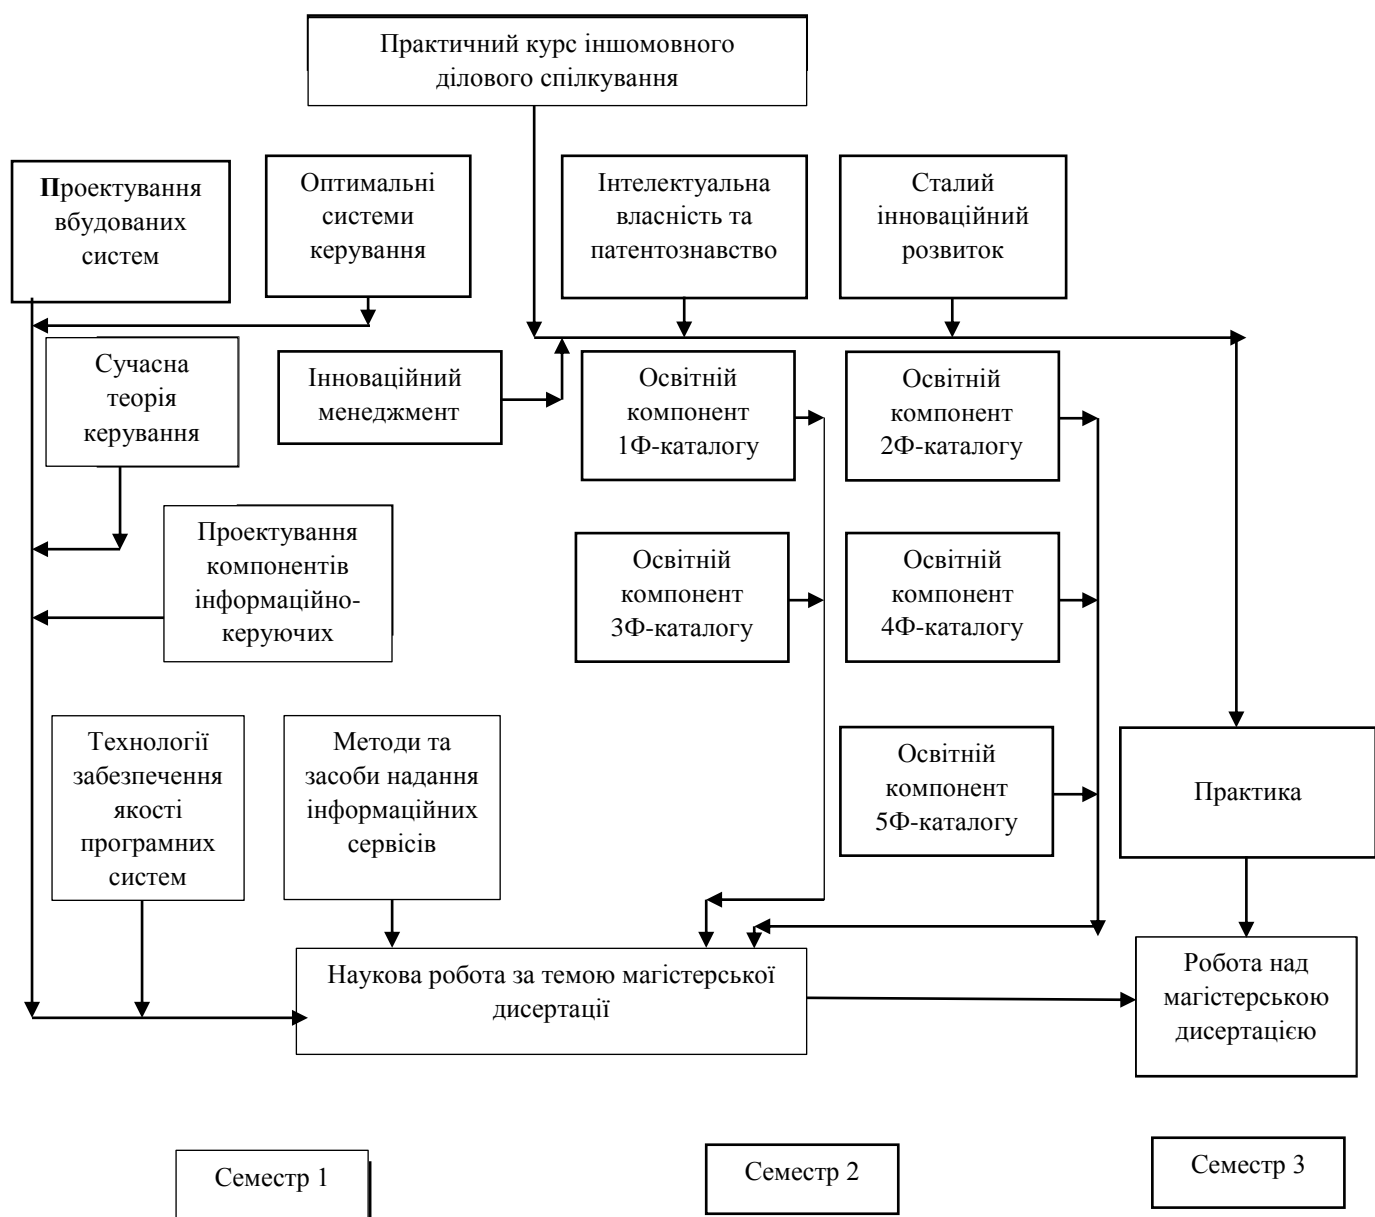 Практичний курс іншомовного
ділового спілкування
Проектування
вбудованих
систем
Оптимальні
системи
керування
Інтелектуальна
власність та
патентознавство
Сталий
інноваційний
розвиток
Сучасна
теорія
керування
Інноваційний
менеджмент
Освітній
компонент
1Ф-каталогу
Освітній
компонент
2Ф-каталогу
Проектування
компонентів
інформаційно-
керуючих
Освітній
компонент
3Ф-каталогу
Освітній
компонент
4Ф-каталогу
Технології
забезпечення
якості
програмних
систем
Методи та
засоби надання
інформаційних
сервісів
Освітній
компонент
5Ф-каталогу
Практика
Наукова робота за темою магістерської
дисертації
Робота над
магістерською
дисертацією
Семестр 1
Семестр 2
Семестр 3